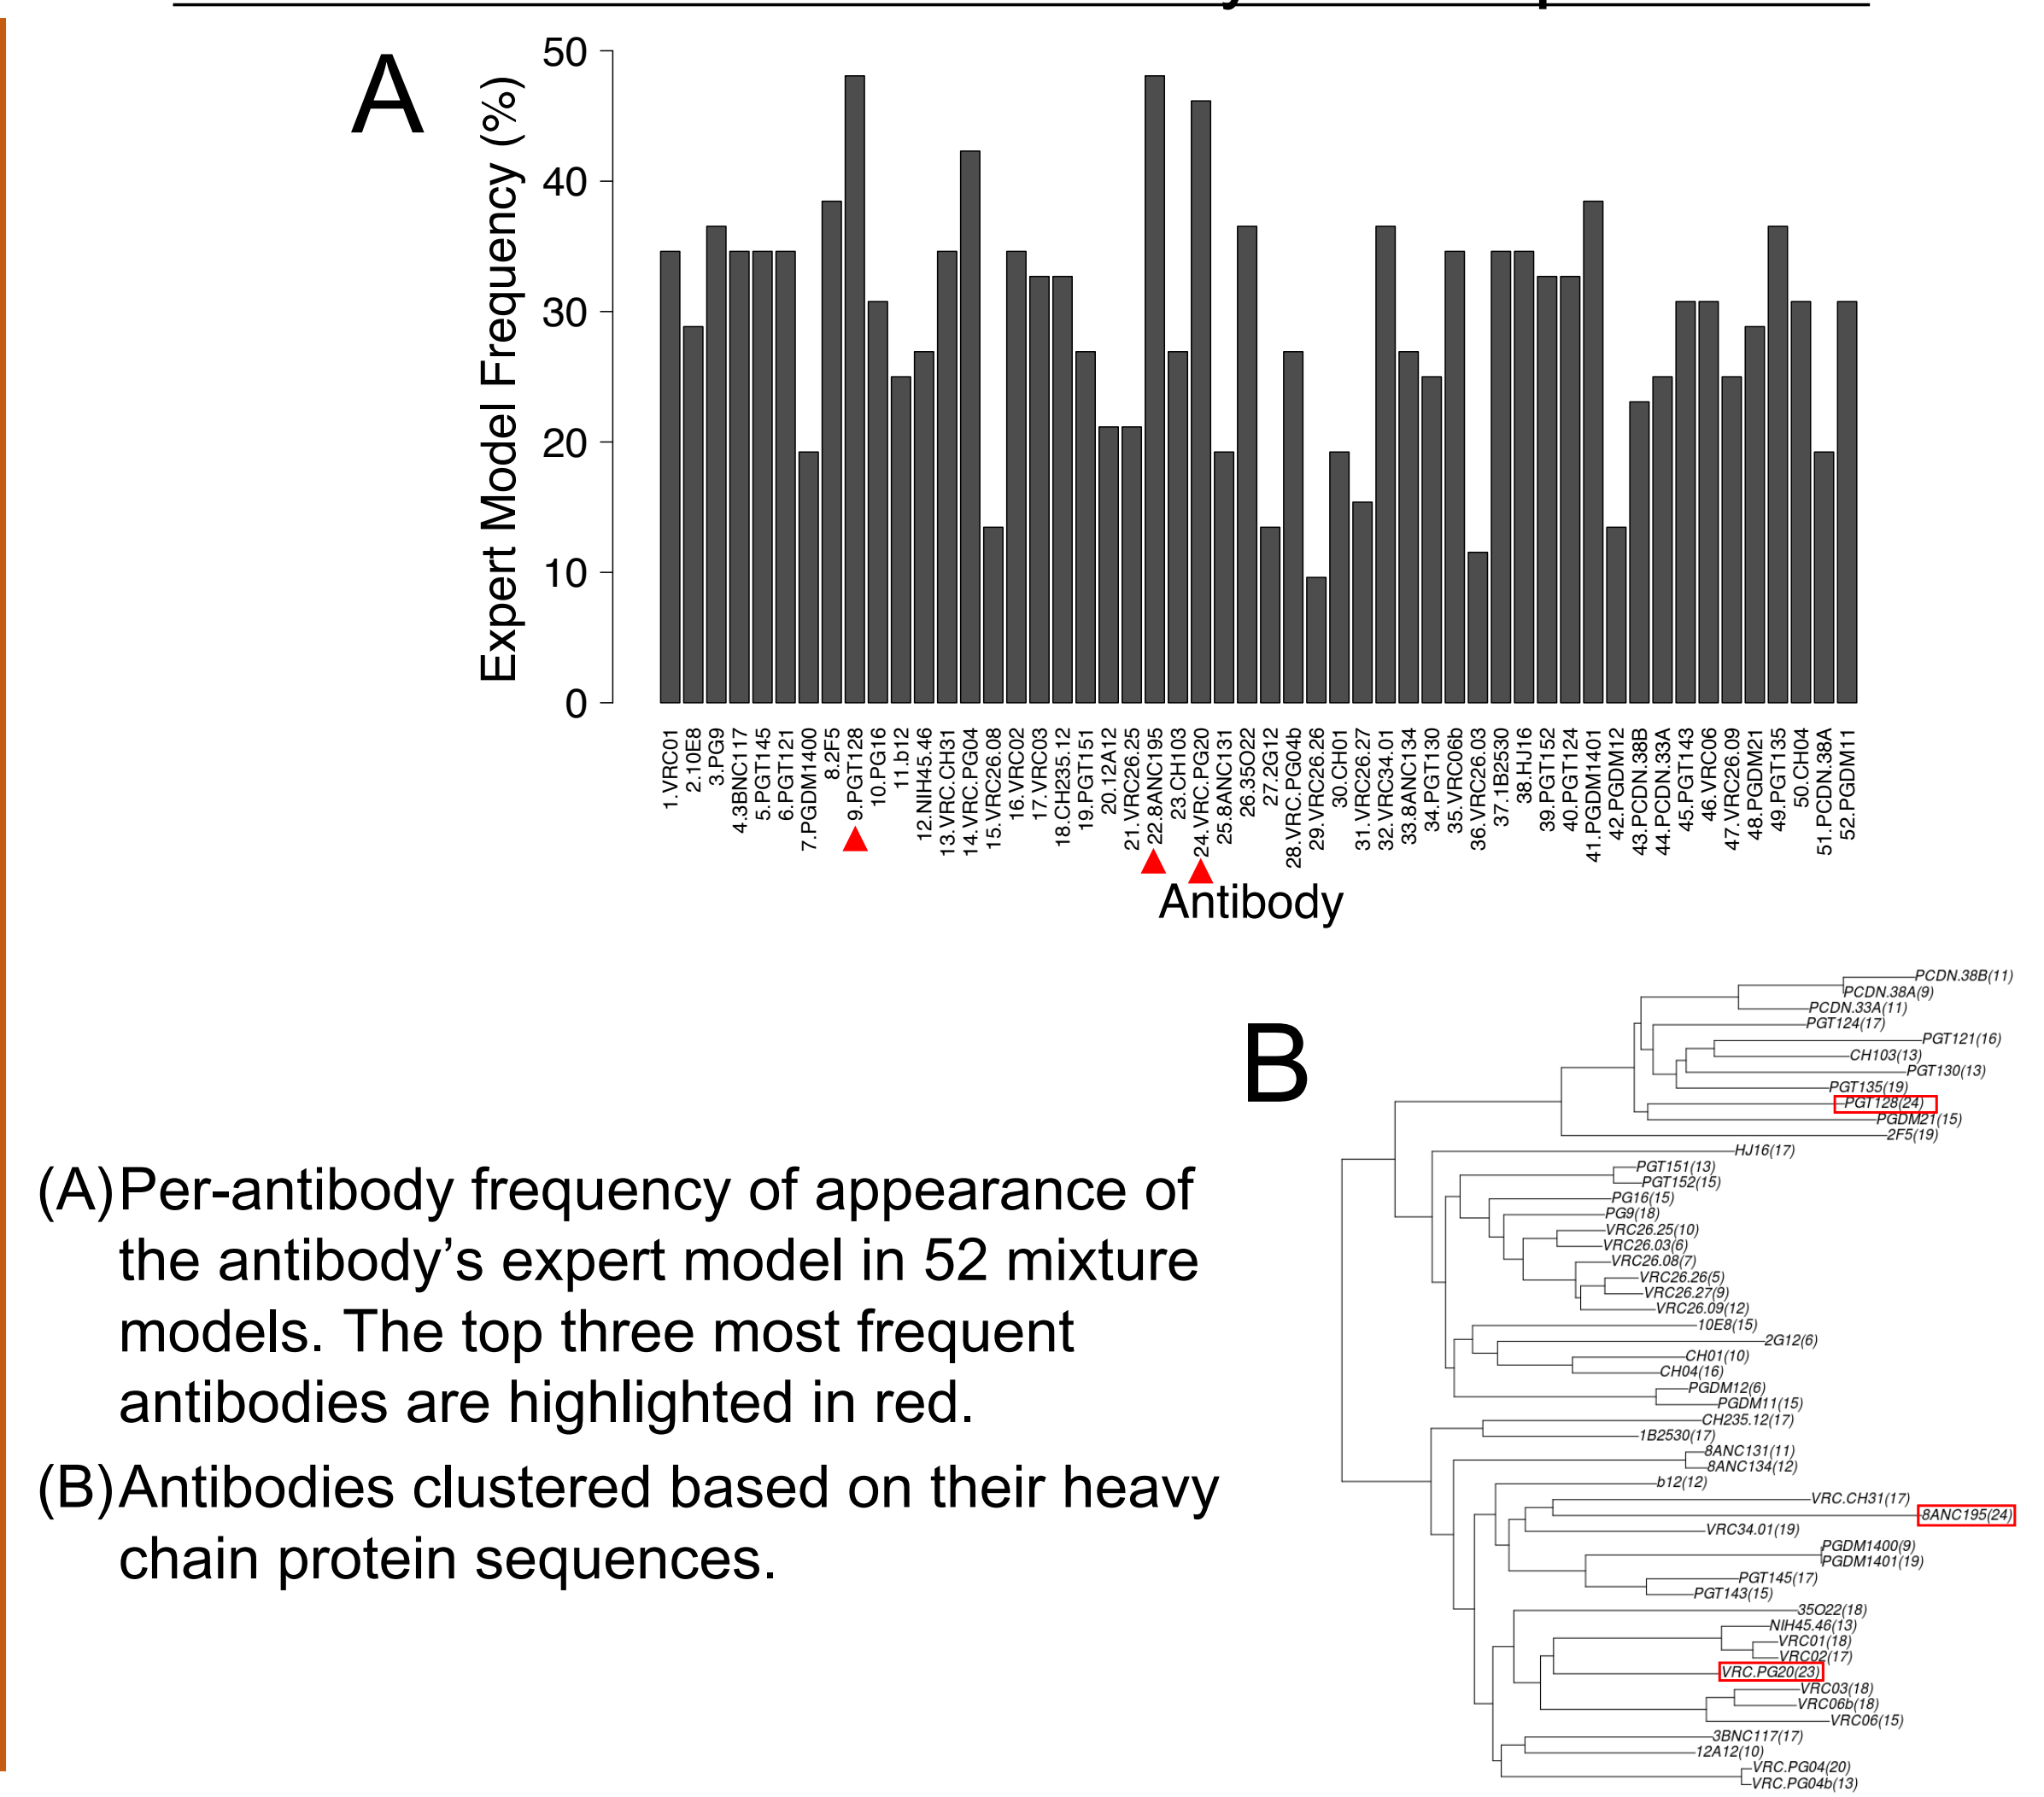 A
Expert Model Frequency (%)
50
40
30
20
10
0
1.VRC01
2.10E8
3.PG9
4.3BNC117
5.PGT145
6.PGT121
7.PGDM1400
8.2F5
9.PGT128
10.PG16
11.b12
12.NIH45.46
13.VRC.CH31
14.VRC.PG04
15.VRC26.08
16.VRC02
17.VRC03
18.CH235.12
19.PGT151
20.12A12
21.VRC26.25
22.8ANC195
23.CH103
24.VRC.PG20
25.8ANC131
26.35O22
27.2G12
28.VRC.PG04b
29.VRC26.26
30.CH01
31.VRC26.27
32.VRC34.01
33.8ANC134
34.PGT130
35.VRC06b
36.VRC26.03
37.1B2530
38.HJ16
39.PGT152
40.PGT124
41.PGDM1401
42.PGDM12
43.PCDN.38B
44.PCDN.33A
45.PGT143
46.VRC06
47.VRC26.09
48.PGDM21
49.PGT135
50.CH04
51.PCDN.38A
52.PGDM11
Antibody
(A) Per-antibody frequency of appearance of
the antibody’s expert model in 52 mixture
models. The top three most frequent
antibodies are highlighted in red.
(B) Antibodies clustered based on their heavy
chain protein sequences.
B
PCDN.38B(11)
PCDN.38A(9)
PCDN.33A(11)
PGT124(17)
PGT121(16)
CH103(13)
PGT130(13)
PGT135(19)
PGT128(24)
PGDM21(15)
2F5(19)
HJ16(17)
PGT151(13)
PGT152(15)
PG16(15)
PG9(18)
VRC26.25(10)
VRC26.03(6)
VRC26.08(7)
VRC26.26(5)
VRC26.27(9)
VRC26.09(12)
10E8(15)
2G12(6)
CH01(10)
CH04(16)
PGDM12(6)
PGDM11(15)
CH235.12(17)
1B2530(17)
8ANC131(11)
8ANC134(12)
b12(12)
VRC.CH31(17)
8ANC195(24)
VRC34.01(19)
PGDM1400(9)
PGDM1401(19)
PGT145(17)
PGT143(15)
35O22(18)
NIH45.46(13)
VRC01(18)
VRC02(17)
VRC.PG20(23)
VRC03(18)
VRC06b(18)
VRC06(15)
3BNC117(17)
12A12(10)
VRC.PG04(20)
VRC.PG04b(13)